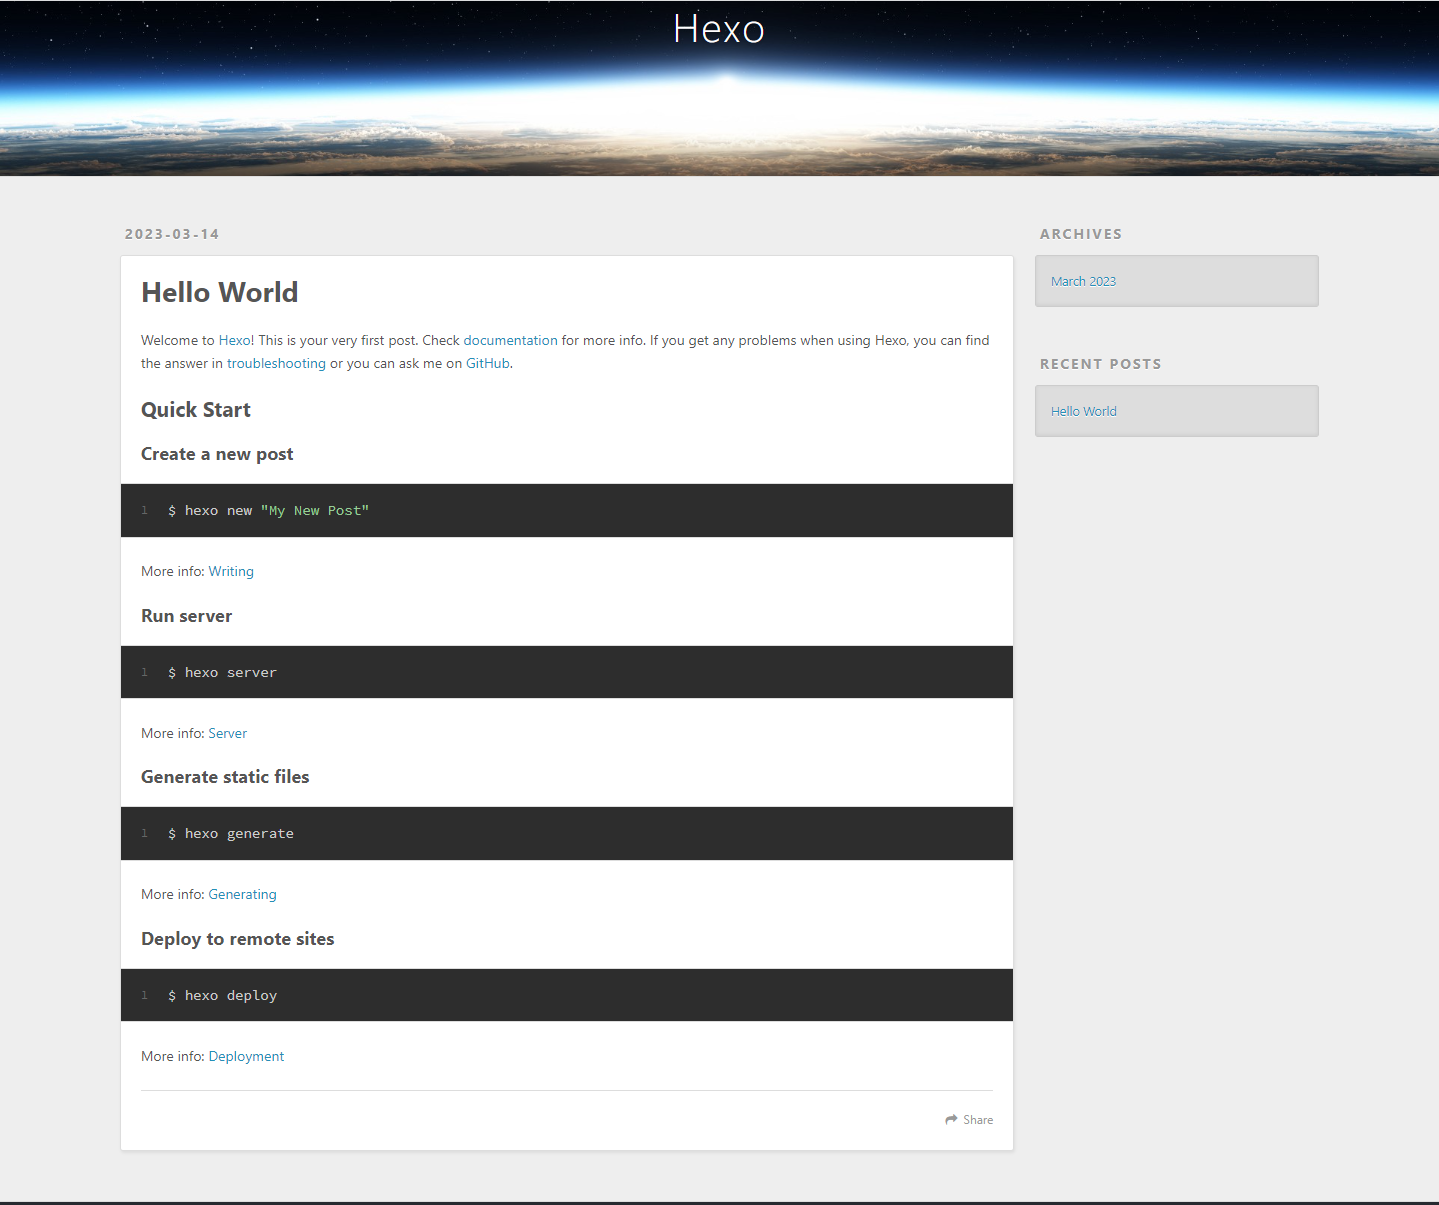 Hexo
2023-03-14
Hello World
Welcome to Hexo! This is your very first post. Check documentation for more info. If you get any problems when using Hexo, you can find
the answer in troubleshooting or you can ask me on GitHub.
Quick Start
Create a new post
1 $ hexo new "My New Post"
More info: Writing
Run server
1 $ hexo server
More info: Server
Generate static files
1 $ hexo generate
More info: Generating
Deploy to remote sites
1 $ hexo deploy
More info: Deployment
Share
ARCHIVES
March 2023
RECENT POSTS
Hello World